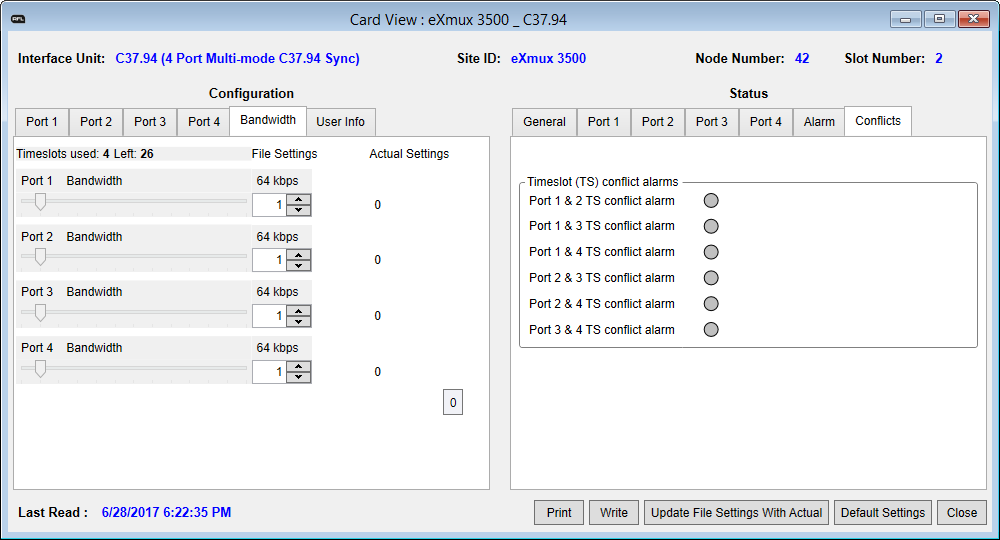 RFL
Card View : eXmux 3500 _ C37.94
Interface Unit: C37.94 (4 Port Multi-mode C37.94 Sync) Site ID: eXmux 3500 Node Number: 42 Slot Number: 2
Configuration
Port 1 Port 2 Port 3 Port 4 Bandwidth User Info
Timeslots used: 4 Left: 26 File Settings Actual Settings
Port 1 Bandwidth 64 kbps
1 0
Port 2 Bandwidth 64 kbps
1 0
Port 3 Bandwidth 64 kbps
1 0
Port 4 Bandwidth 64 kbps
1 0
0
Status
General Port 1 Port 2 Port 3 Port 4 Alarm Conflicts
Timeslot (TS) conflict alarms
Port 1 & 2 TS conflict alarm
Port 1 & 3 TS conflict alarm
Port 1 & 4 TS conflict alarm
Port 2 & 3 TS conflict alarm
Port 2 & 4 TS conflict alarm
Port 3 & 4 TS conflict alarm
Last Read : 6/28/2017 6:22:35 PM Print Write Update File Settings With Actual Default Settings Close